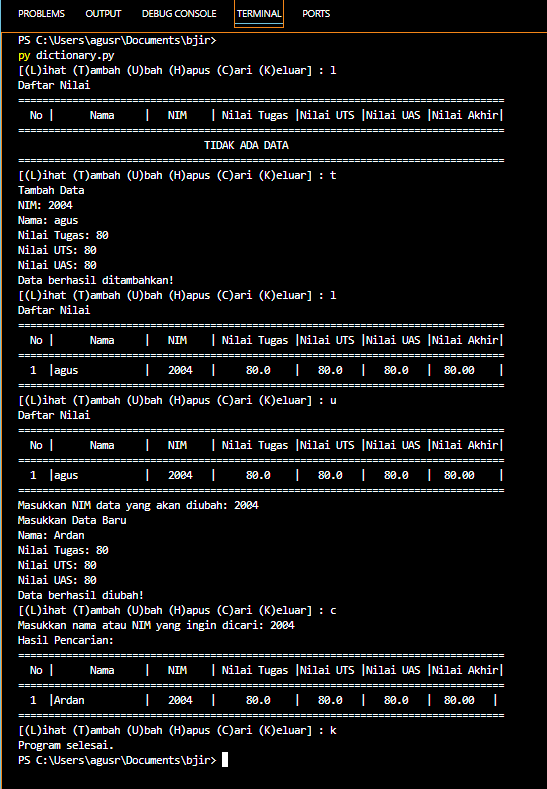 PROBLEMS OUTPUT DEBUG CONSOLE TERMINAL PORTS
PS C:\Users\agusr\Documents\bjir>
py dictionary.py
[(L)ihat (T)ambah (U)bah (H)apus (C)ari (K)eluar] : l
Daftar Nilai
================================================================================
No | Nama | NIM | Nilai Tugas |Nilai UTS |Nilai UAS |Nilai Akhir|
================================================================================
TIDAK ADA DATA
================================================================================
[(L)ihat (T)ambah (U)bah (H)apus (C)ari (K)eluar] : t
Tambah Data
NIM: 2004
Nama: agus
Nilai Tugas: 80
Nilai UTS: 80
Nilai UAS: 80
Data berhasil ditambahkan!
[(L)ihat (T)ambah (U)bah (H)apus (C)ari (K)eluar] : l
Daftar Nilai
================================================================================
No | Nama | NIM | Nilai Tugas |Nilai UTS |Nilai UAS |Nilai Akhir|
================================================================================
1 |agus | 2004 | 80.0 | 80.0 | 80.0 | 80.00 |
================================================================================
[(L)ihat (T)ambah (U)bah (H)apus (C)ari (K)eluar] : u
Daftar Nilai
================================================================================
No | Nama | NIM | Nilai Tugas |Nilai UTS |Nilai UAS |Nilai Akhir|
================================================================================
1 |agus | 2004 | 80.0 | 80.0 | 80.0 | 80.00 |
================================================================================
Masukkan NIM data yang akan diubah: 2004
Masukkan Data Baru
Nama: Ardan
Nilai Tugas: 80
Nilai UTS: 80
Nilai UAS: 80
Data berhasil diubah!
[(L)ihat (T)ambah (U)bah (H)apus (C)ari (K)eluar] : c
Masukkan nama atau NIM yang ingin dicari: 2004
Hasil Pencarian:
================================================================================
No | Nama | NIM | Nilai Tugas |Nilai UTS |Nilai UAS |Nilai Akhir|
================================================================================
1 |Ardan | 2004 | 80.0 | 80.0 | 80.0 | 80.00 |
================================================================================
[(L)ihat (T)ambah (U)bah (H)apus (C)ari (K)eluar] : k
Program selesai.
PS C:\Users\agusr\Documents\bjir>